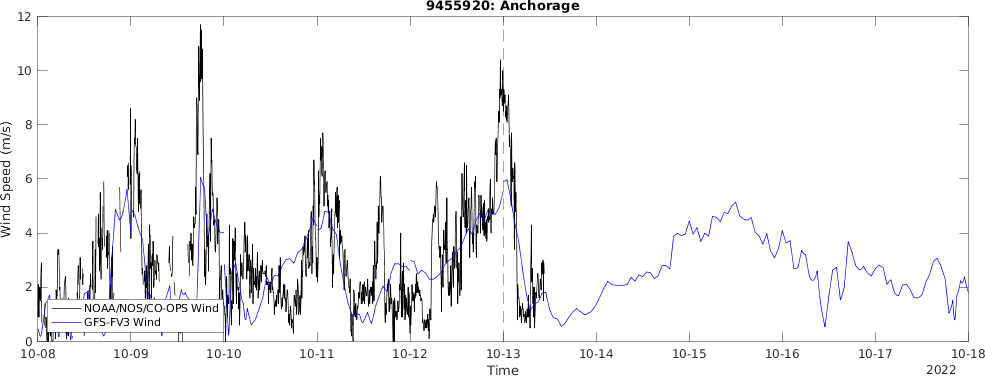 9455920: Anchorage
12
10
8
6
4
2
0
Wind Speed (m/s)
NOAA/NOS/CO-OPS Wind
GFS-FV3 Wind
10-08 10-09 10-10 10-11 10-12 10-13 10-14 10-15 10-16 10-17 10-18
Time
2022